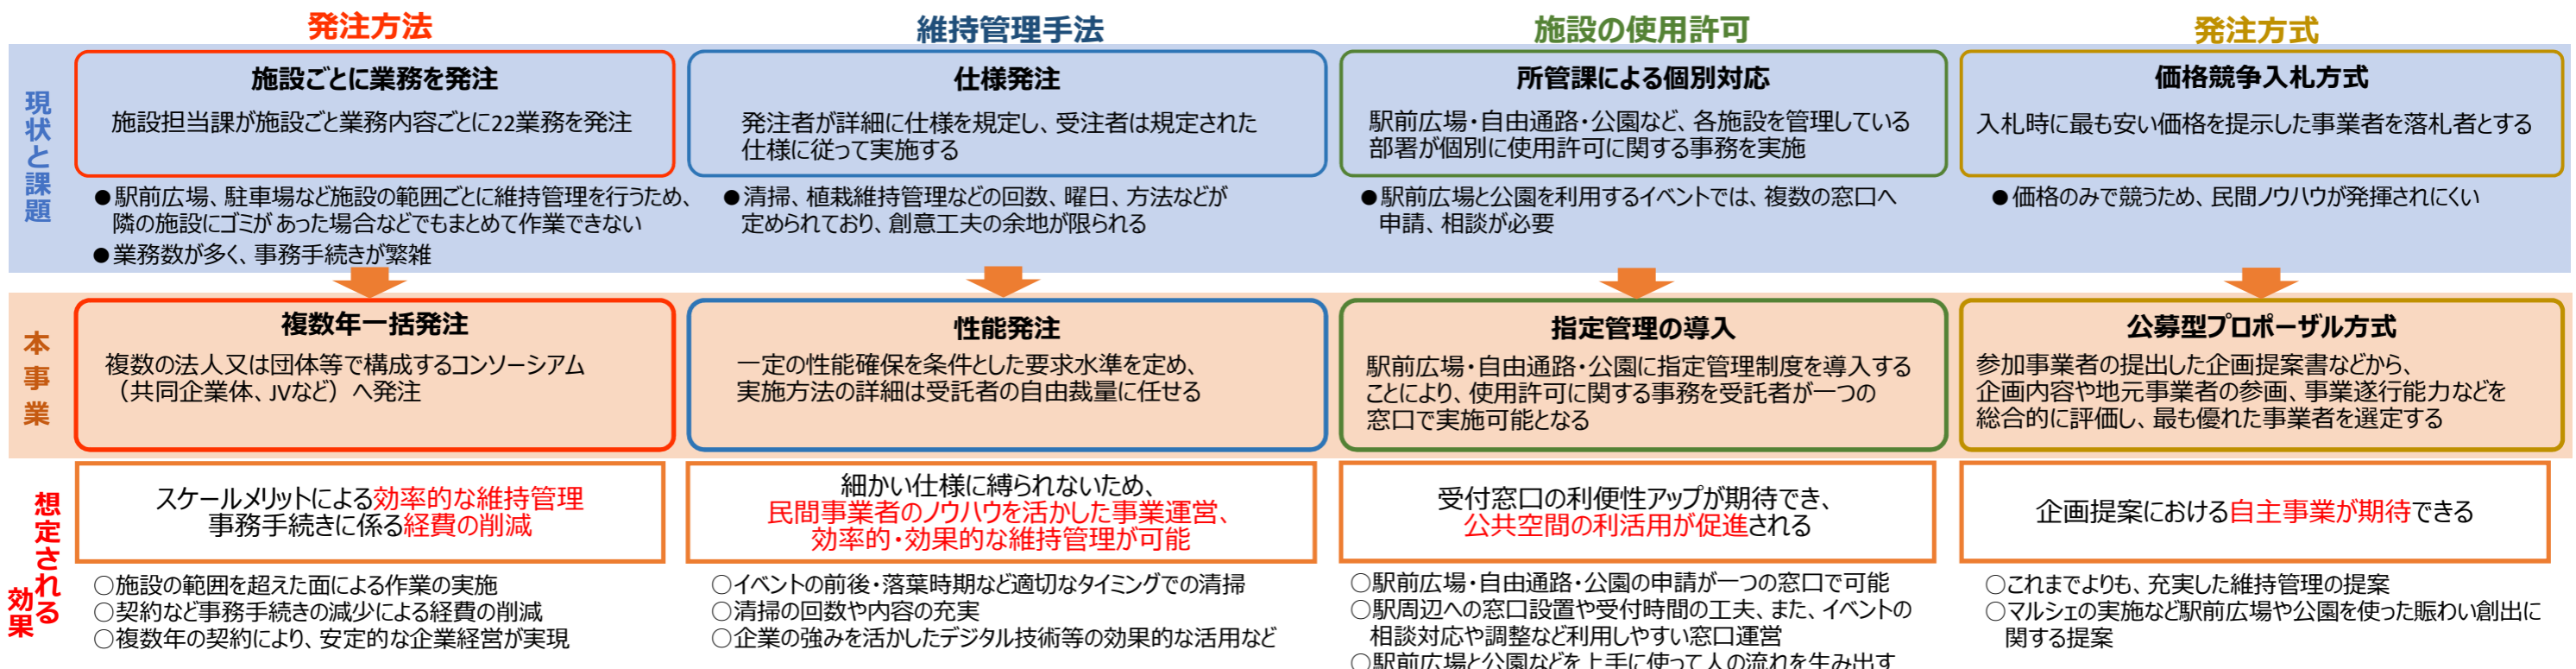 発注方法
維持管理手法
施設の使用許可
発注方式
現状と課題
施設ごとに業務を発注
施設担当課が施設ごと業務内容ごとに22業務を発注
●駅前広場、駐車場など施設の範囲ごとに維持管理を行うため、
隣の施設にゴミがあった場合などでもまとめて作業できない
●業務数が多く、事務手続きが繁雑
仕様発注
発注者が詳細に仕様を規定し、受注者は規定された
仕様に従って実施する
●清掃、植栽維持管理などの回数、曜日、方法などが
定められており、創意工夫の余地が限られる
所管課による個別対応
駅前広場・自由通路・公園など、各施設を管理している
部署が個別に使用許可に関する事務を実施
●駅前広場と公園を利用するイベントでは、複数の窓口へ
申請、相談が必要
価格競争入札方式
入札時に最も安い価格を提示した事業者を落札者とする
●価格のみで競うため、民間ノウハウが発揮されにくい
本事業
複数年一括発注
複数の法人又は団体等で構成するコンソーシアム
（共同企業体、JVなど）へ発注
性能発注
一定の性能確保を条件とした要求水準を定め、
実施方法の詳細は受託者の自由裁量に任せる
指定管理の導入
駅前広場・自由通路・公園に指定管理制度を導入する
ことにより、使用許可に関する事務を受託者が一つの
窓口で実施可能となる
公募型プロポーザル方式
参加事業者の提出した企画提案書などから、
企画内容や地元事業者の参画、事業遂行能力などを
総合的に評価し、最も優れた事業者を選定する
想定される
効果
スケールメリットによる効率的な維持管理
事務手続きに係る経費の削減
○施設の範囲を超えた面による作業の実施
○契約など事務手続きの減少による経費の削減
○複数年の契約により、安定的な企業経営が実現
細かい仕様に縛られないため、
民間事業者のノウハウを活かした事業運営、
効率的・効果的な維持管理が可能
○イベントの前後・落葉時期など適切なタイミングでの清掃
○清掃の回数や内容の充実
○企業の強みを活かしたデジタル技術等の効果的な活用など
受付窓口の利便性アップが期待でき、
公共空間の利活用が促進される
○駅前広場・自由通路・公園の申請が一つの窓口で可能
○駅周辺への窓口設置や受付時間の工夫、また、イベントの
相談対応や調整など利用しやすい窓口運営
○駅前広場と公園などを上手に使って人の流れを生み出す
企画提案における自主事業が期待できる
○これまでよりも、充実した維持管理の提案
○マルシェの実施など駅前広場や公園を使った賑わい創出に
関する提案